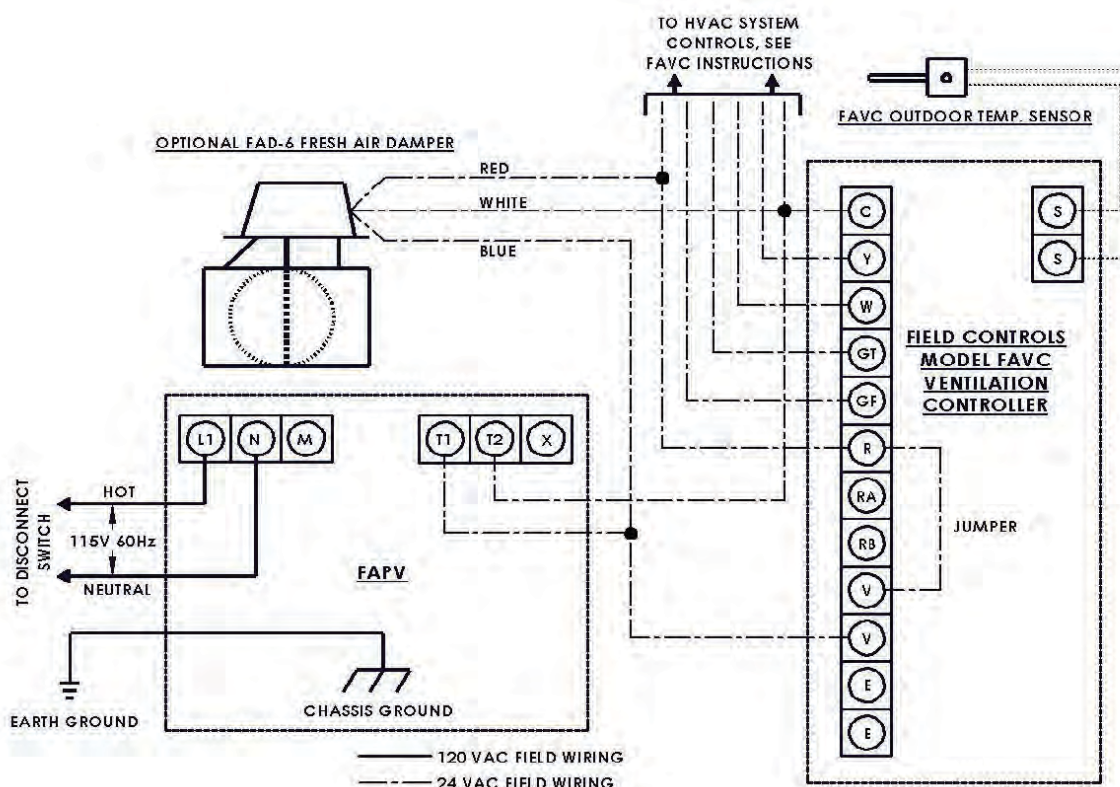 TO HVAC SYSTEM
CONTROLS, SEE
FAVC INSTRUCTIONS
FAVC OUTDOOR TEMP. SENSOR
OPTIONAL FAD-6 FRESH AIR DAMPER
RED
WHITE
BLUE
C
Y
W
GT
GF
R
RA
RB
V
V
E
E
S
S
FIELD CONTROLS
MODEL FAVC
VENTILATION
CONTROLLER
JUMPER
L1
N
M
T1
T2
X
HOT
115V 60Hz
NEUTRAL
TO DISCONNECT
SWITCH
FAPV
EARTH GROUND
CHASSIS GROUND
120 VAC FIELD WIRING
24 VAC FIELD WIRING